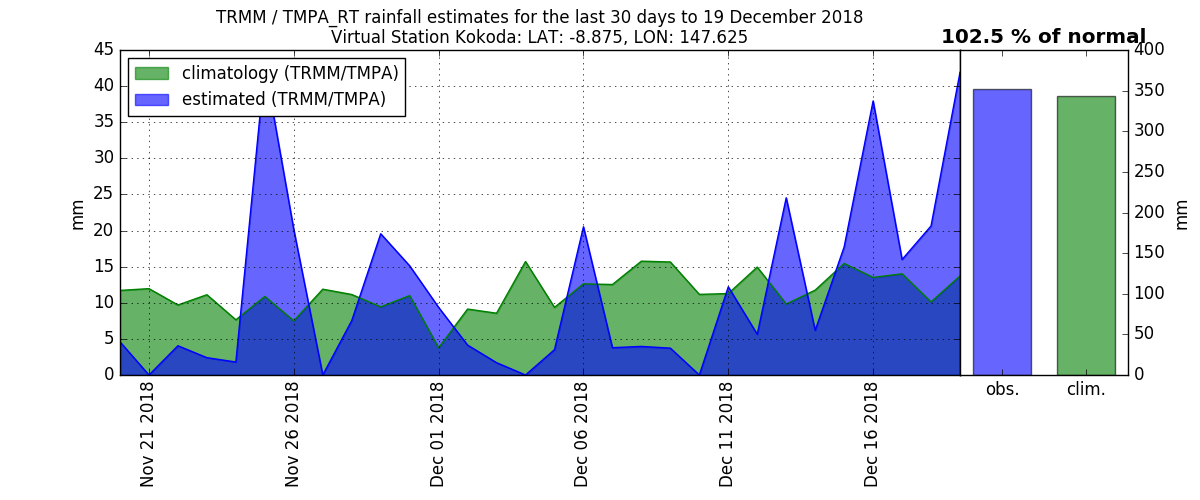 TRMM / TMPA_RT rainfall estimates for the last 30 days to 19 December 2018
Virtual Station Kokoda: LAT: -8.875, LON: 147.625
102.5 % of normal
climatology (TRMM/TMPA)
estimated (TRMM/TMPA)
45
40
35
30
25
20
15
10
5
0
mm
Nov 21 2018
Nov 26 2018
Dec 01 2018
Dec 06 2018
Dec 11 2018
Dec 16 2018
400
350
300
250
200
150
100
50
0
mm
obs.
clim.